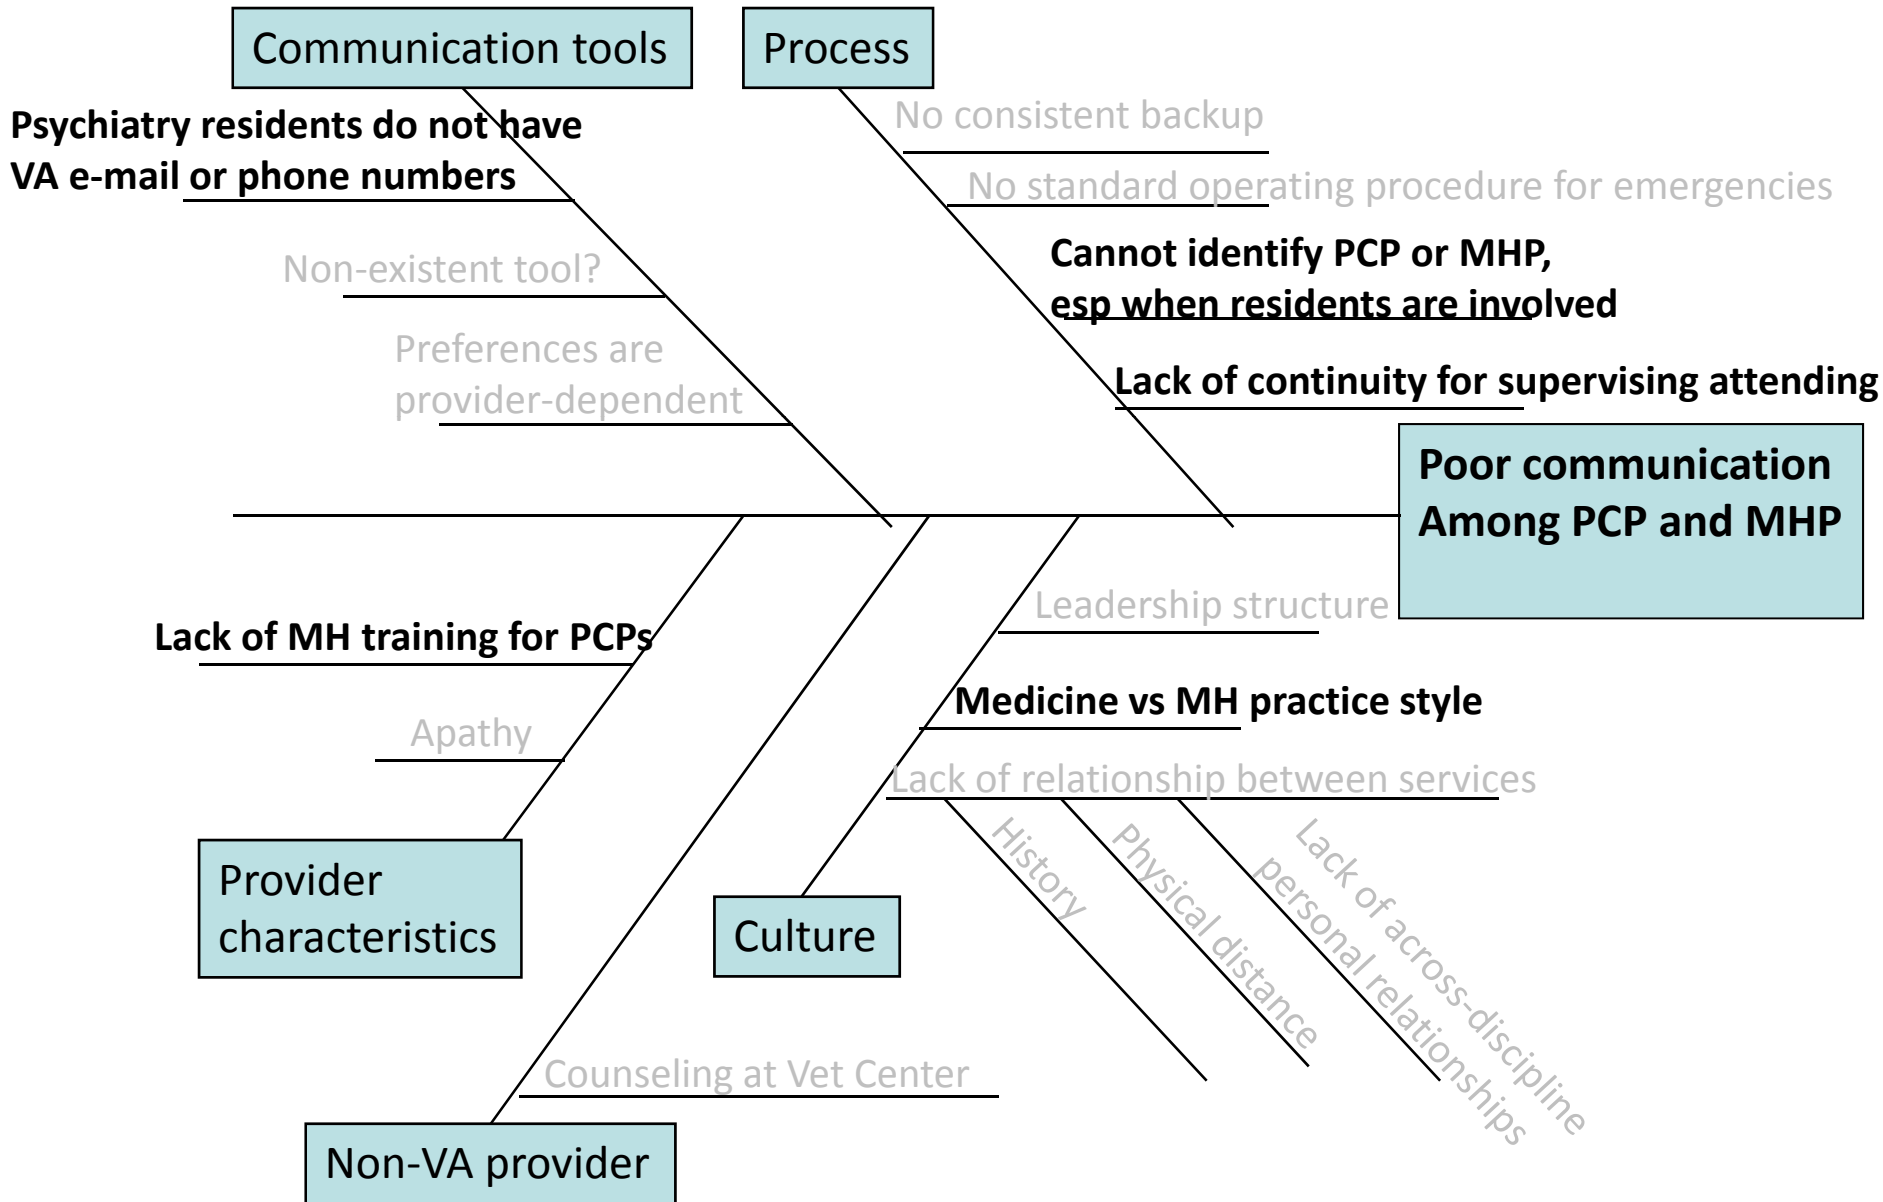 Communication tools
Process
Psychiatry residents do not have
VA e-mail or phone numbers
No consistent backup
No standard operating procedure for emergencies
Non-existent tool?
Cannot identify PCP or MHP,
esp when residents are involved
Preferences are
provider-dependent
Lack of continuity for supervising attending
Poor communication
Among PCP and MHP
Lack of MH training for PCPs
Apathy
Provider
characteristics
Leadership structure
Medicine vs MH practice style
Lack of relationship between services
History
Physical distance
Lack of across-discipline
personal relationships
Culture
Counseling at Vet Center
Non-VA provider